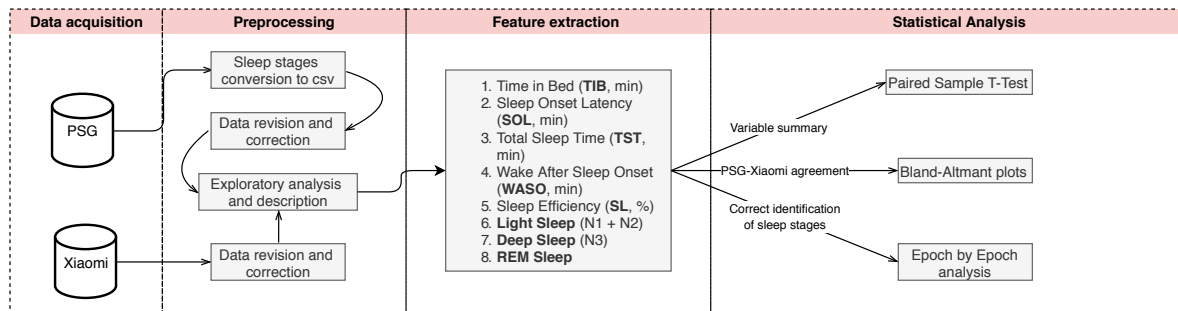 Data acquisition
Preprocessing
Feature extraction
Statistical Analysis
PSG
Xiaomi
Sleep stages
conversion to csv
Data revision and
correction
Exploratory analysis
and description
Data revision and
correction
1. Time in Bed (TIB, min)
2. Sleep Onset Latency
(SOL, min)
3. Total Sleep Time (TST,
min)
4. Wake After Sleep Onset
(WASO, min)
5. Sleep Efficiency (SL, %)
6. Light Sleep (N1 + N2)
7. Deep Sleep (N3)
8. REM Sleep
Variable summary
PSG-Xiaomi agreement
Correct identification
of sleep stages
Paired Sample T-Test
Bland-Altmant plots
Epoch by Epoch
analysis